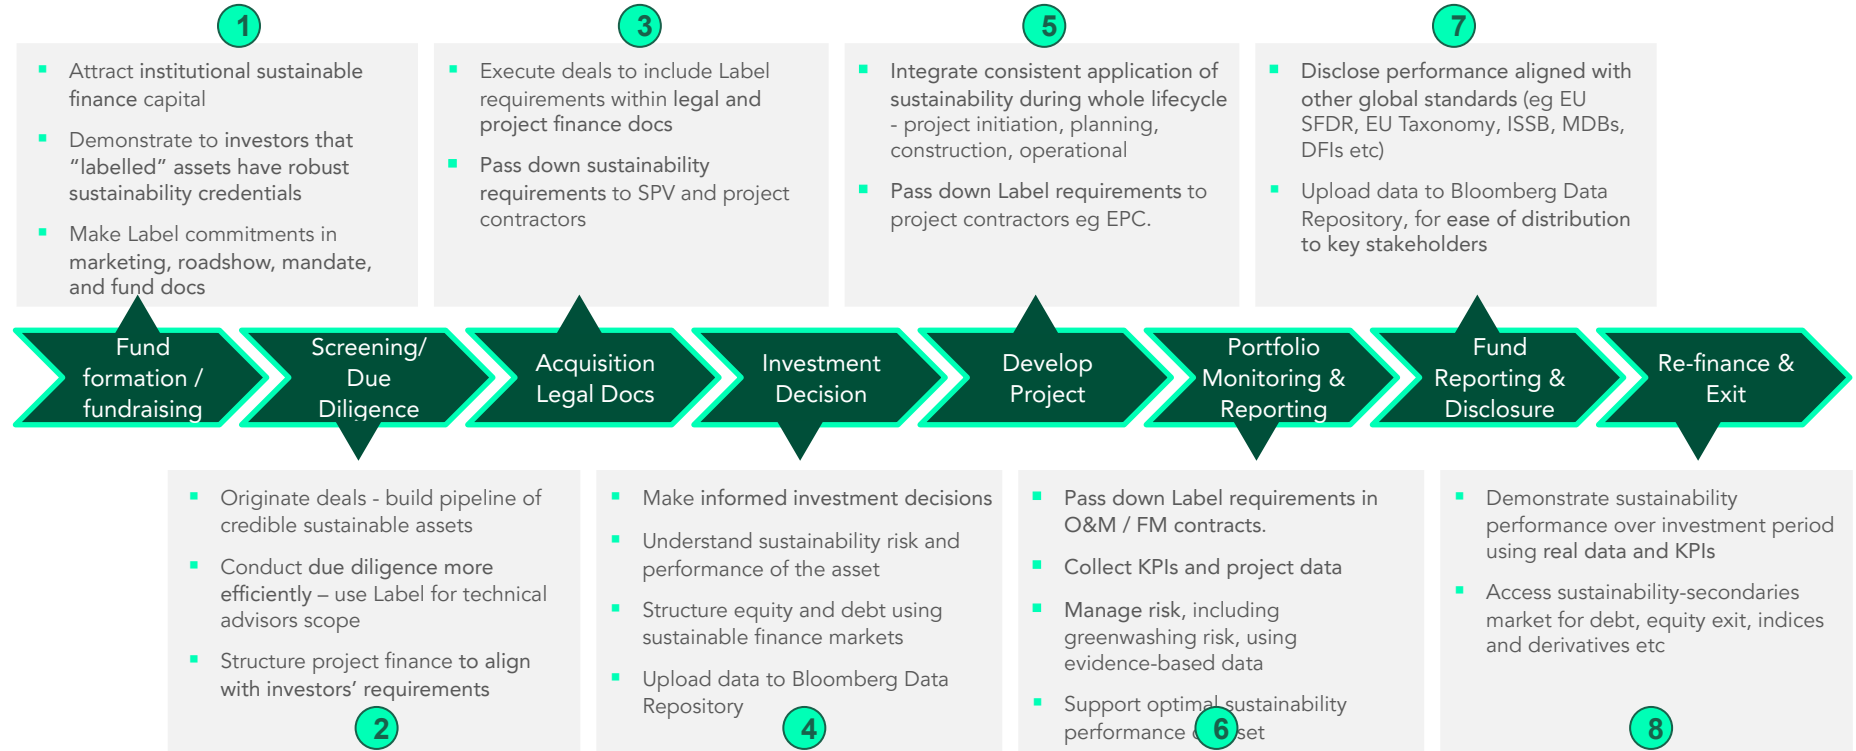 1
Attract institutional sustainable
finance capital
Demonstrate to investors that
“labelled” assets have robust
sustainability credentials
Make Label commitments in
marketing, roadshow, mandate,
and fund docs
3
Execute deals to include Label
requirements within legal and
project finance docs
Pass down sustainability
requirements to SPV and project
contractors
5
Integrate consistent application of
sustainability during whole lifecycle
- project initiation, planning,
construction, operational
Pass down Label requirements to
project contractors eg EPC.
7
Disclose performance aligned with
other global standards (eg EU
SFDR, EU Taxonomy, ISSB, MDBs,
DFIs etc)
Upload data to Bloomberg Data
Repository, for ease of distribution
to key stakeholders
Fund
formation /
fundraising
Screening/
Due
Diligence
Acquisition
Legal Docs
Investment
Decision
Develop
Project
Portfolio
Monitoring &
Reporting
Fund
Reporting &
Disclosure
Re-finance &
Exit
Originate deals - build pipeline of
credible sustainable assets
Conduct due diligence more
efficiently – use Label for technical
advisors scope
Structure project finance to align
with investors’ requirements
2
Make informed investment decisions
Understand sustainability risk and
performance of the asset
Structure equity and debt using
sustainable finance markets
Upload data to Bloomberg Data
Repository
4
Pass down Label requirements in
O&M / FM contracts.
Collect KPIs and project data
Manage risk, including
greenwashing risk, using
evidence-based data
Support optimal sustainability
performance
6
Demonstrate sustainability
performance over investment period
using real data and KPIs
Access sustainability-secondaries
market for debt, equity exit, indices
and derivatives etc
8